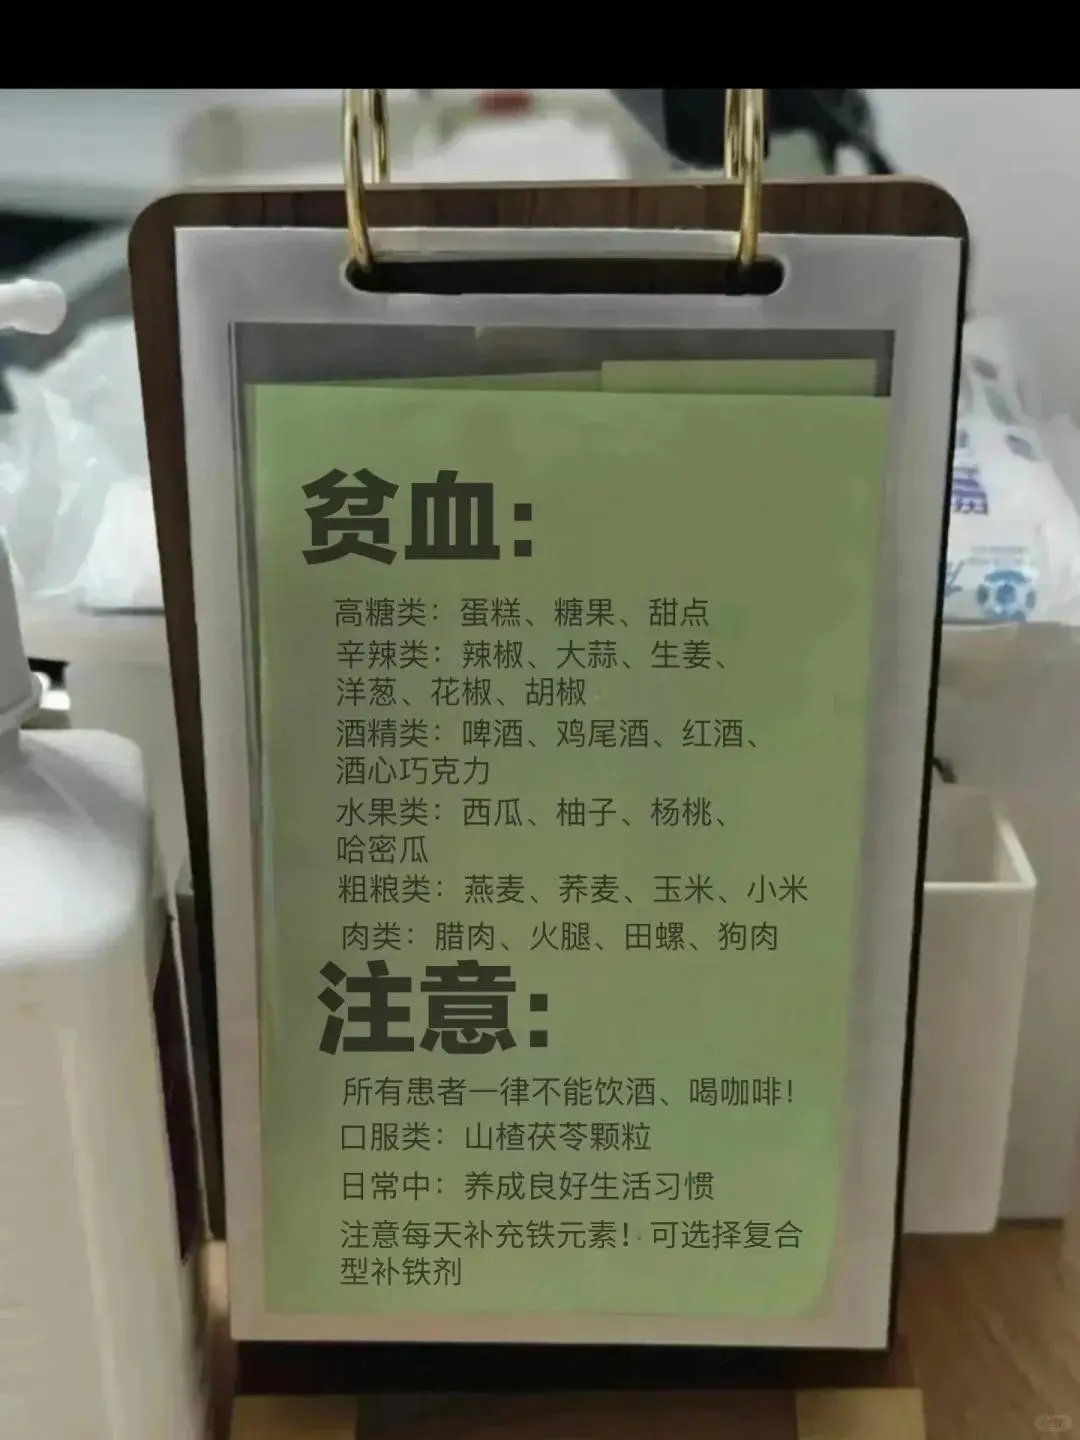 贫血：
高糖类：蛋糕、糖果、甜点
辛辣类：辣椒、大蒜、生姜、
洋葱、花椒、胡椒
酒精类：啤酒、鸡尾酒、红酒、
酒心巧克力
水果类：西瓜、柚子、杨桃、
哈密瓜
粗粮类：燕麦、荞麦、玉米、小米
肉类：腊肉、火腿、田螺、狗肉
注意：
所有患者一律不能饮酒、喝咖啡！
口服类：山楂茯苓颗粒
日常中：养成良好生活习惯
注意每天补充铁元素！可选择复合
型补铁剂